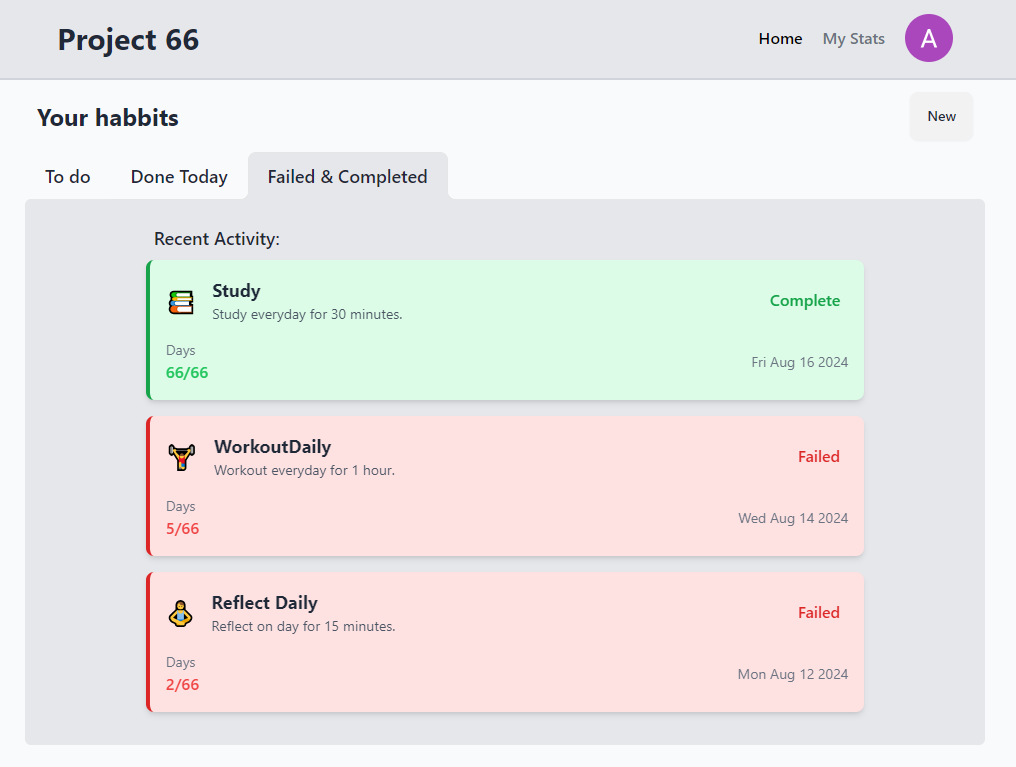 Project 66
Home My Stats A
Your habbits
New
To do Done Today Failed & Completed
Recent Activity:
Study
Study everyday for 30 minutes.
Complete
Days
66/66
Fri Aug 16 2024
WorkoutDaily
Workout everyday for 1 hour.
Failed
Days
5/66
Wed Aug 14 2024
Reflect Daily
Reflect on day for 15 minutes.
Failed
Days
2/66
Mon Aug 12 2024